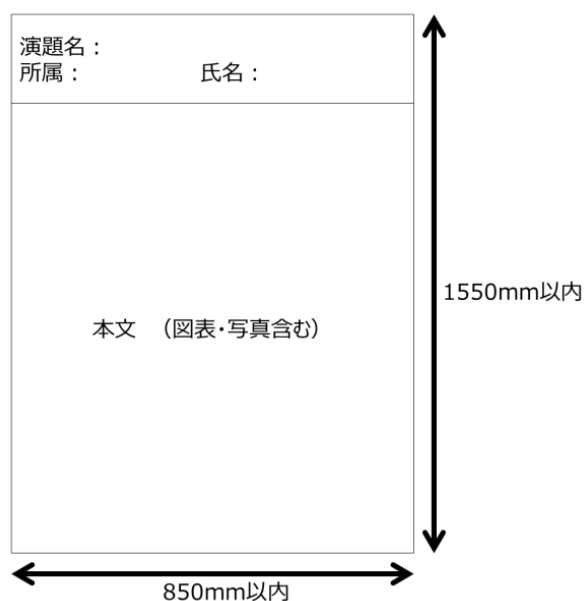 演題名：
所属：　　　　　氏名：
本文　（図表・写真含む）
1550mm以内
850mm以内